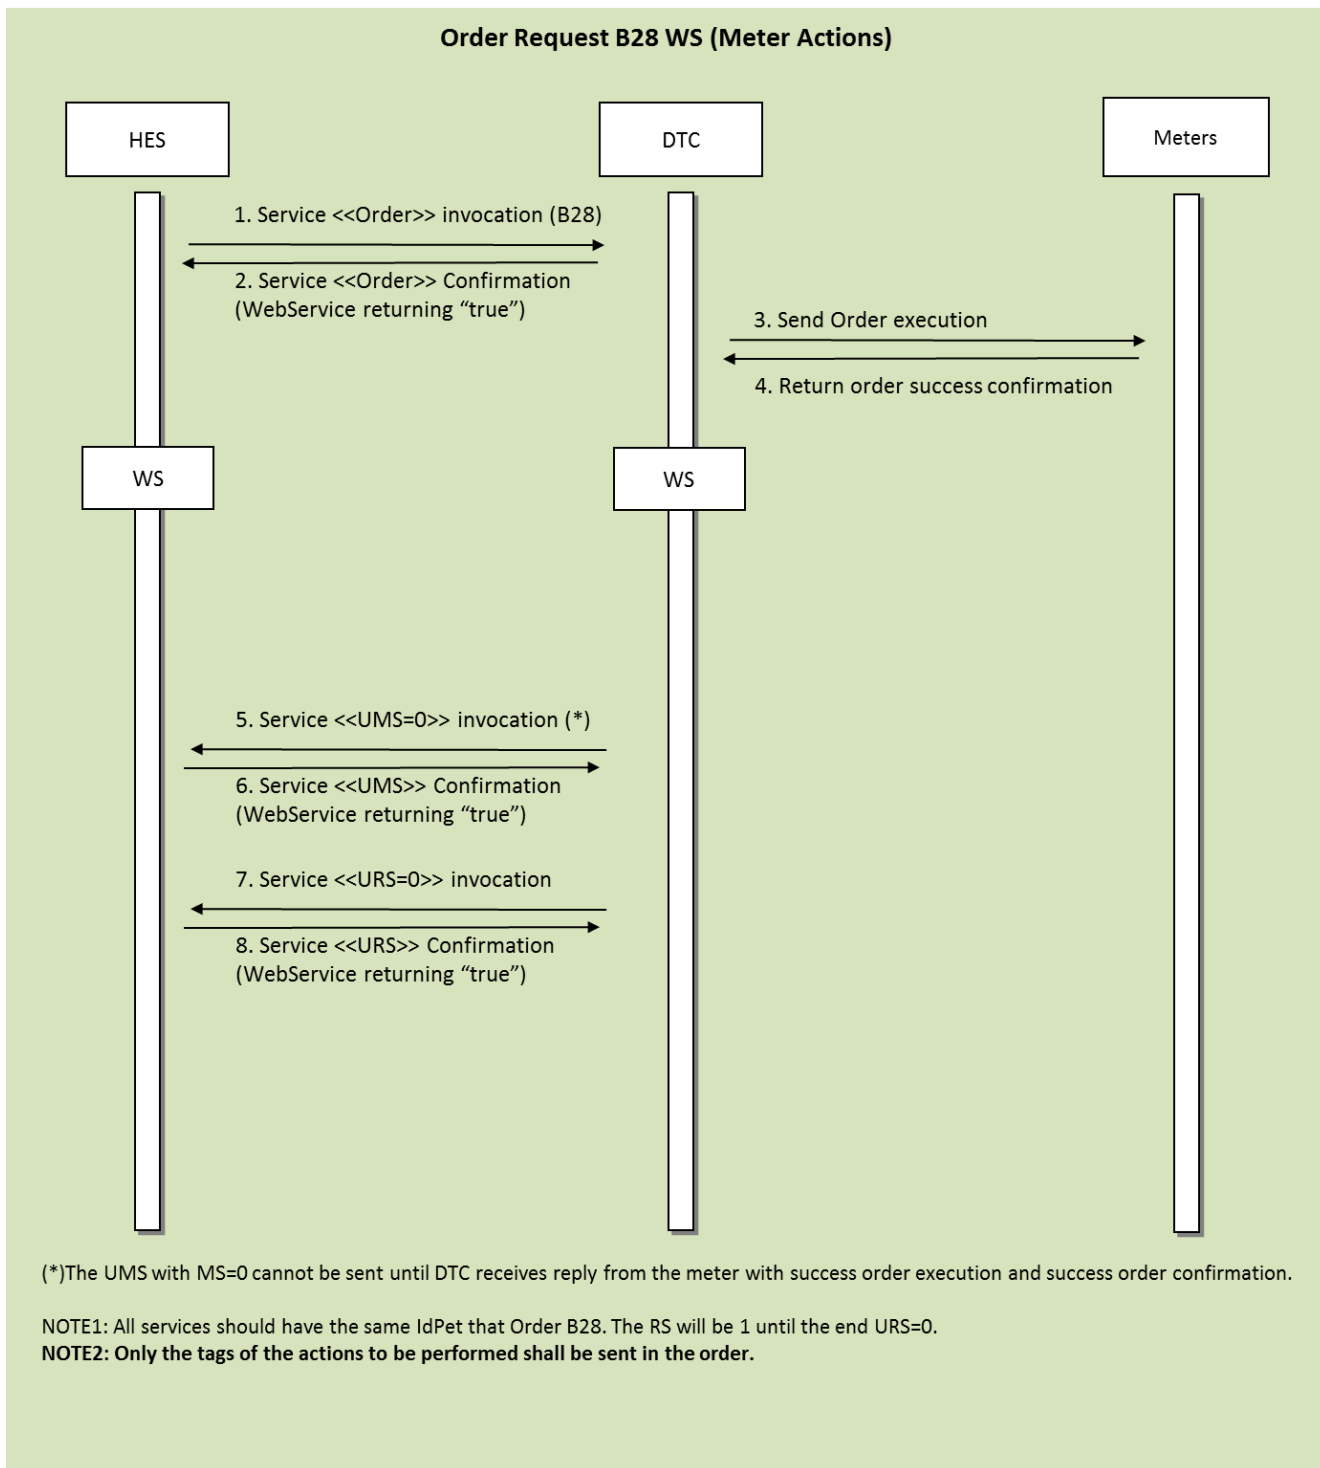 Order Request B28 WS (Meter Actions)
HES
DTC
Meters
1. Service <<Order>> invocation (B28)
2. Service <<Order>> Confirmation
(WebService returning “true”)
3. Send Order execution
4. Return order success confirmation
WS
WS
5. Service <<UMS=0>> invocation (*)
6. Service <<UMS>> Confirmation
(WebService returning “true”)
7. Service <<URS=0>> invocation
8. Service <<URS>> Confirmation
(WebService returning “true”)
(*)The UMS with MS=0 cannot be sent until DTC receives reply from the meter with success order execution and success order confirmation.
NOTE1: All services should have the same IdPet that Order B28. The RS will be 1 until the end URS=0.
NOTE2: Only the tags of the actions to be performed shall be sent in the order.